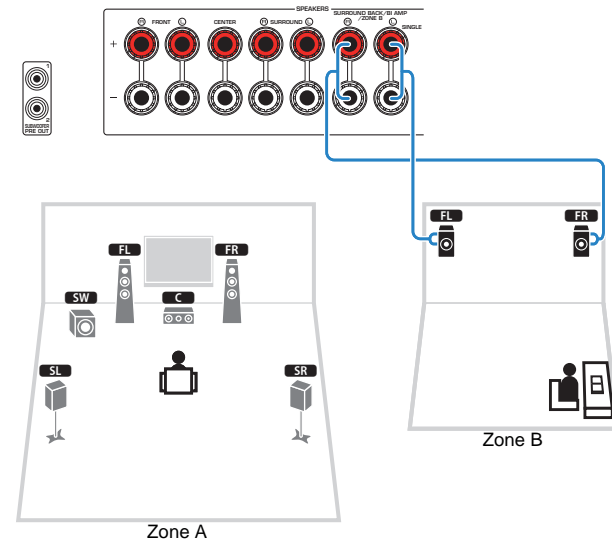 SPEAKERS
SURROUND BACK/BI AMP
/ZONE B
R FRONT L
CENTER
R SURROUND L
R
L
SINGLE
+
–
1
2
SUBWOOFER
PRE OUT
FL
FR
SW
C
SL
SR
Zone A
FL
FR
Zone B